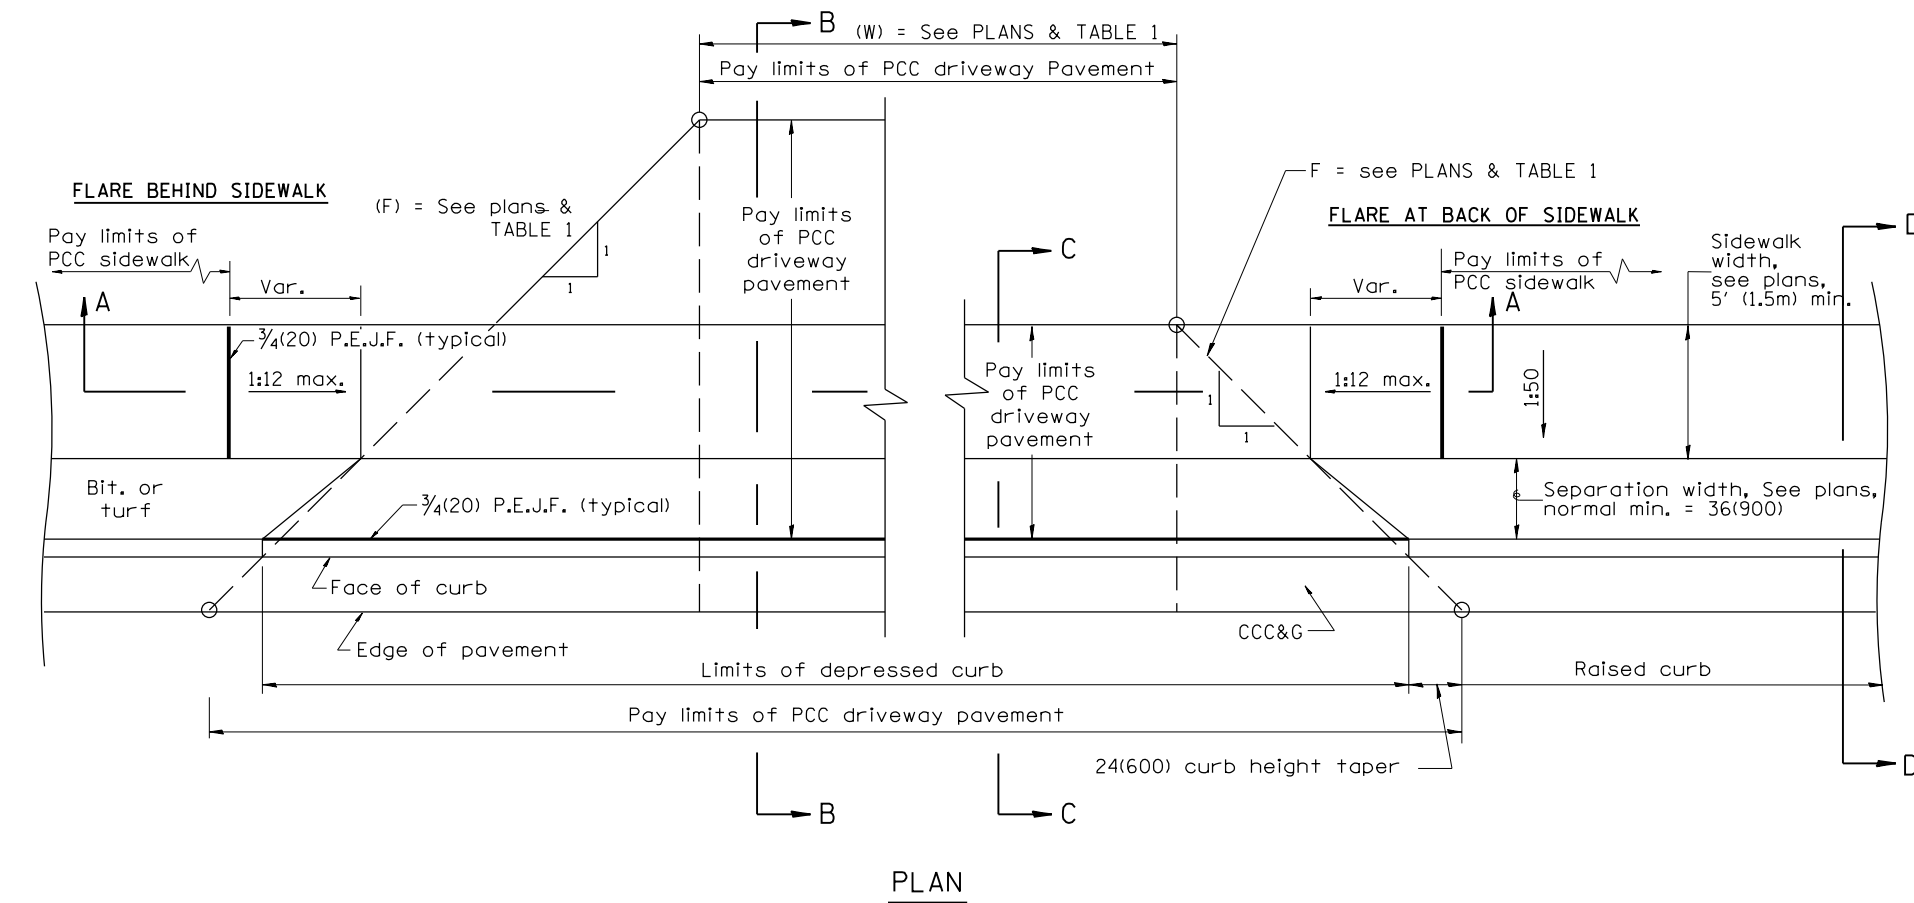 B
(W) = See PLANS & TABLE 1
Pay limits of PCC driveway Pavement
FLARE BEHIND SIDEWALK
(F) = See plans &
TABLE 1
1
1
Pay limits of
PCC sidewalk
Var.
A
3/4(20) P.E.J.F. (typical)
1:12 max.
Pay limits
of PCC
driveway
pavement
C
F = see PLANS & TABLE 1
FLARE AT BACK OF SIDEWALK
D
Pay limits of
PCC sidewalk
Var.
A
Sidewalk
width,
see plans,
5' (1.5m) min.
Pay limits
of PCC
driveway
pavement
1
1
1:12 max.
1:50
Bit. or
turf
3/4(20) P.E.J.F. (typical)
Separation width, See plans,
normal min. = 36(900)
Face of curb
Edge of pavement
CCC&G
Limits of depressed curb
Raised curb
Pay limits of PCC driveway pavement
24(600) curb height taper
D
B
C
PLAN